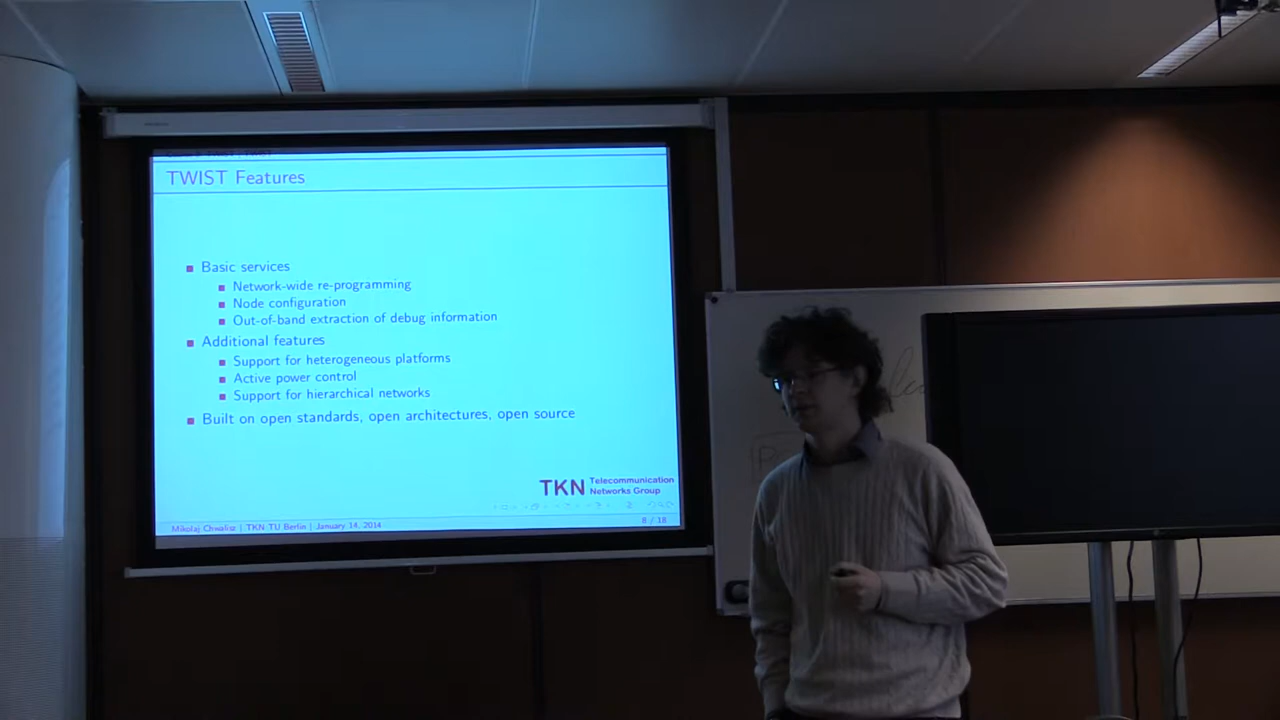 TWIST Features
Basic services
Network-wide re-programming
Node configuration
Out-of-band extraction of debug information
Additional features
Support for heterogeneous platforms
Active power control
Support for hierarchical networks
Built on open standards, open architectures, open source
TKN Telecommunication
Networks Group
Mikolaj Chwalisz | TKN TU Berlin | January 14, 2014
8 / 18